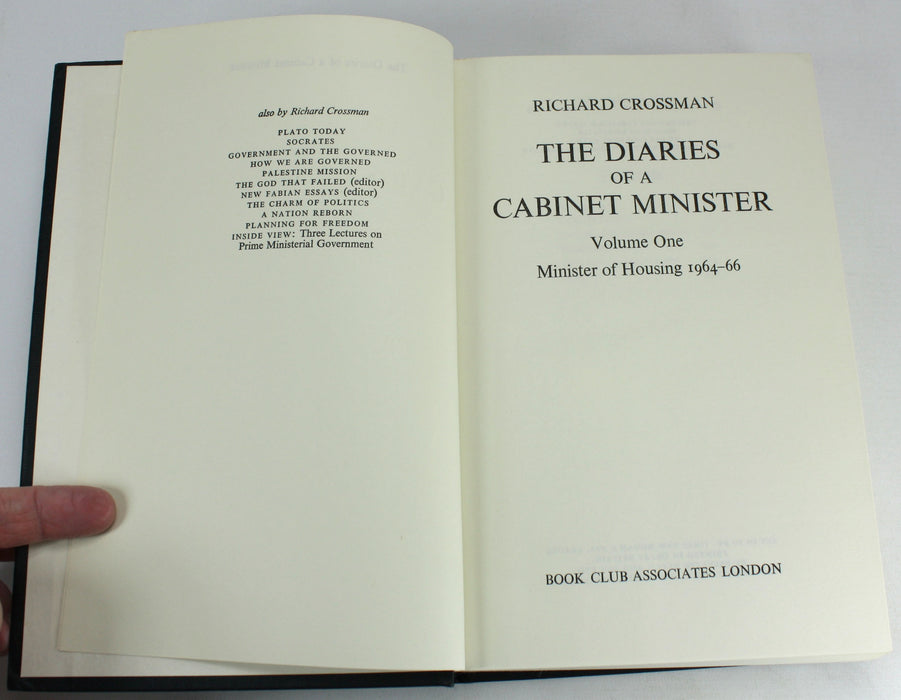 also by Richard Crossman
PLATO TODAY
SOCRATES
GOVERNMENT AND THE GOVERNED
HOW WE ARE GOVERNED
PALESTINE MISSION
THE GOD THAT FAILED (editor)
NEW FABIAN ESSAYS (editor)
THE CHARM OF POLITICS
A NATION REBORN
PLANNING FOR FREEDOM
INSIDE VIEW: Three Lectures on
Prime Ministerial Government
RICHARD CROSSMAN
THE DIARIES
OF A
CABINET MINISTER
Volume One
Minister of Housing 1964–66
BOOK CLUB ASSOCIATES LONDON